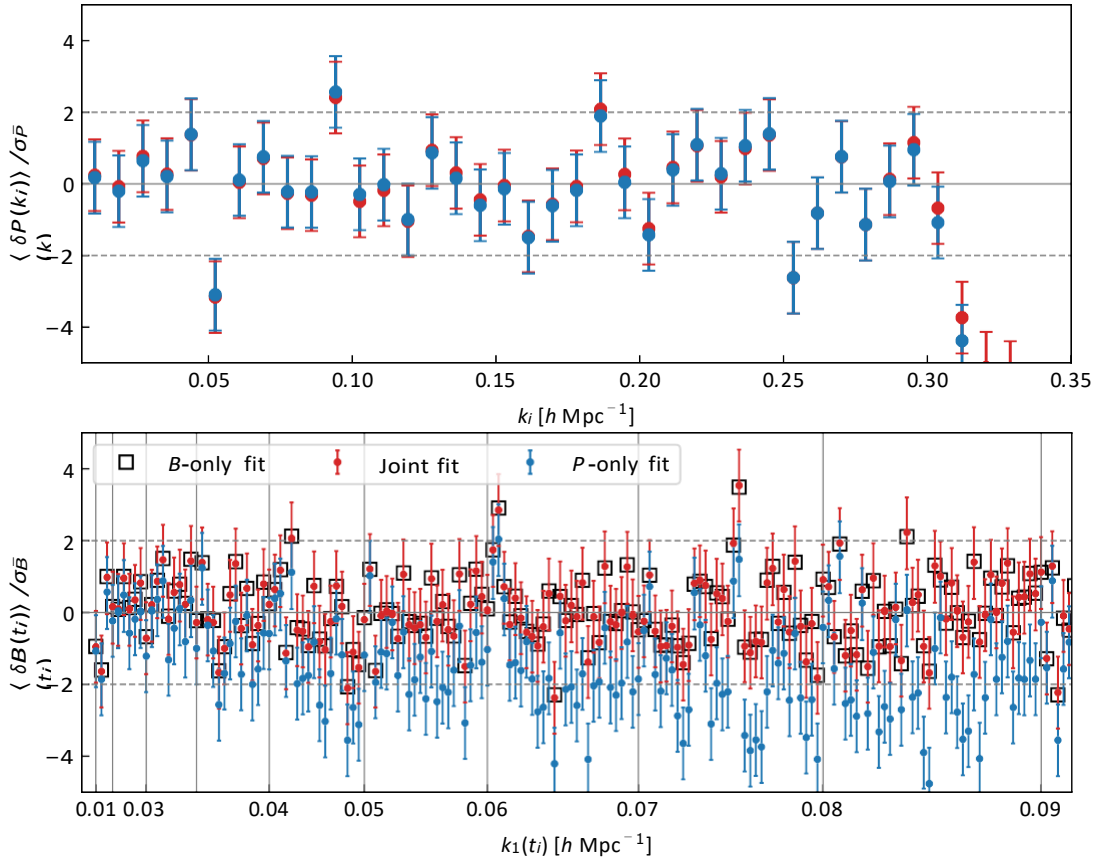 4
2
0
−2
−4
⟨ δP(ki)⟩ /σP̄
(k)
0.05 0.10 0.15 0.20 0.25 0.30 0.35
ki [h Mpc−1]
B-only fit Joint fit P-only fit
4
2
0
−2
−4
⟨ δB(ti)⟩ /σB̄
(ti)
0.01 0.03 0.04 0.05 0.06 0.07 0.08 0.09
k1(ti) [h Mpc−1]